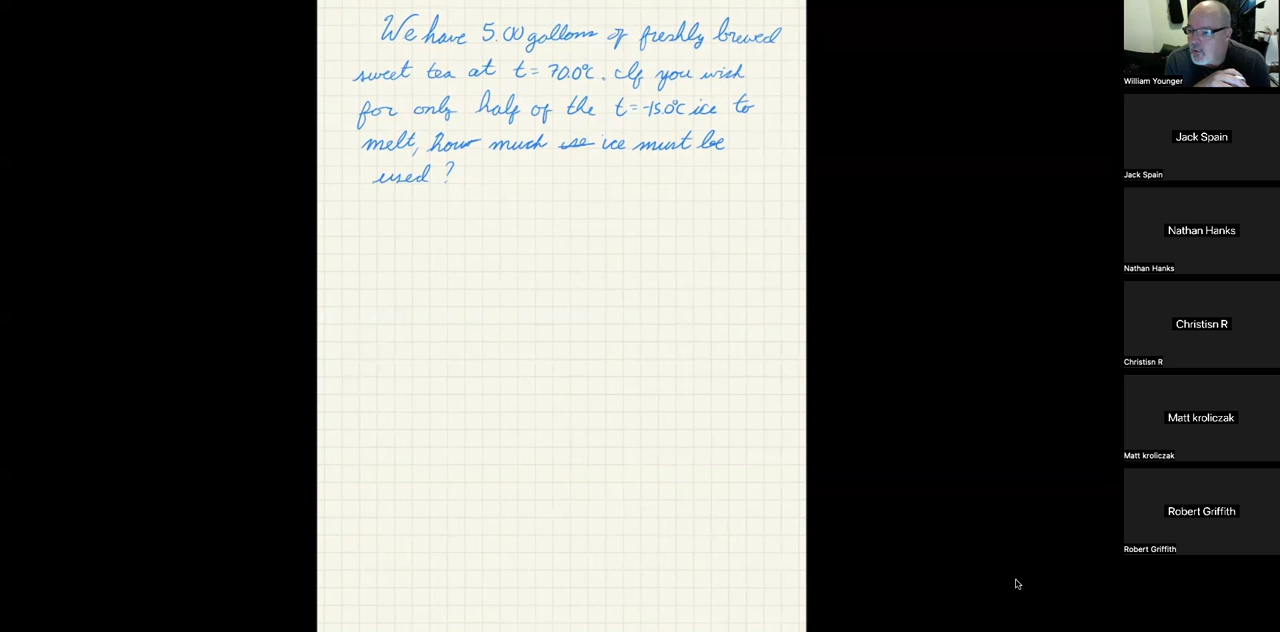 We have 5.00 gallons of freshly brewed
sweet tea at t = 70.0°C. If you wish
for only half of the t = -15.0°C ice to
melt, how much use ice must be
used?
William Younger
Jack Spain
Jack Spain
Nathan Hanks
Nathan Hanks
Christisn R
Christisn R
Matt kroliczak
Matt kroliczak
Robert Griffith
Robert Griffith